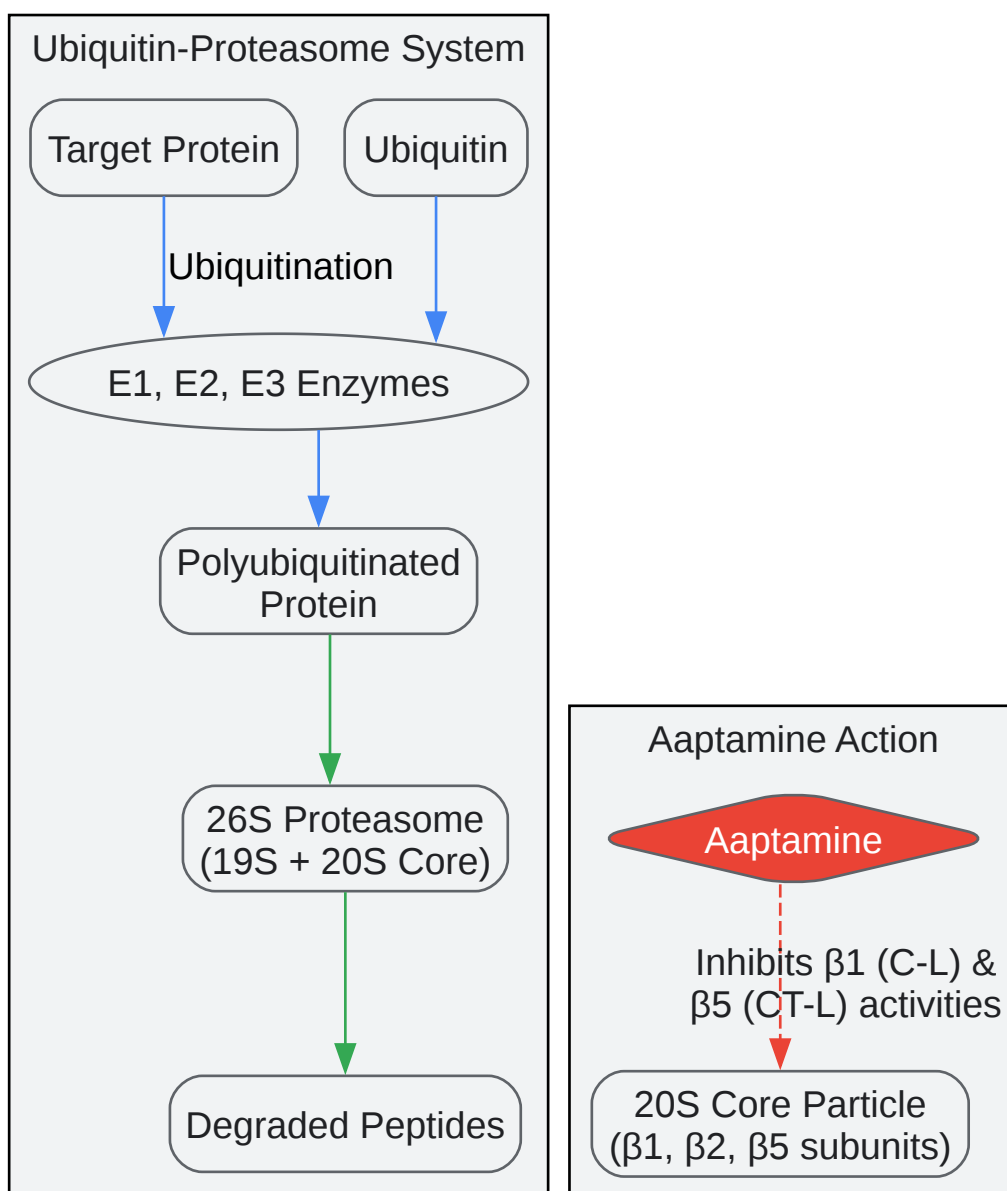 Ubiquitin-Proteasome System
Target Protein
Ubiquitin
Ubiquitination
E1, E2, E3 Enzymes
Polyubiquitinated
Protein
26S Proteasome
(19S + 20S Core)
Degraded Peptides
Aaptamine Action
Aaptamine
Inhibits β1 (C-L) &
β5 (CT-L) activities
20S Core Particle
(β1, β2, β5 subunits)